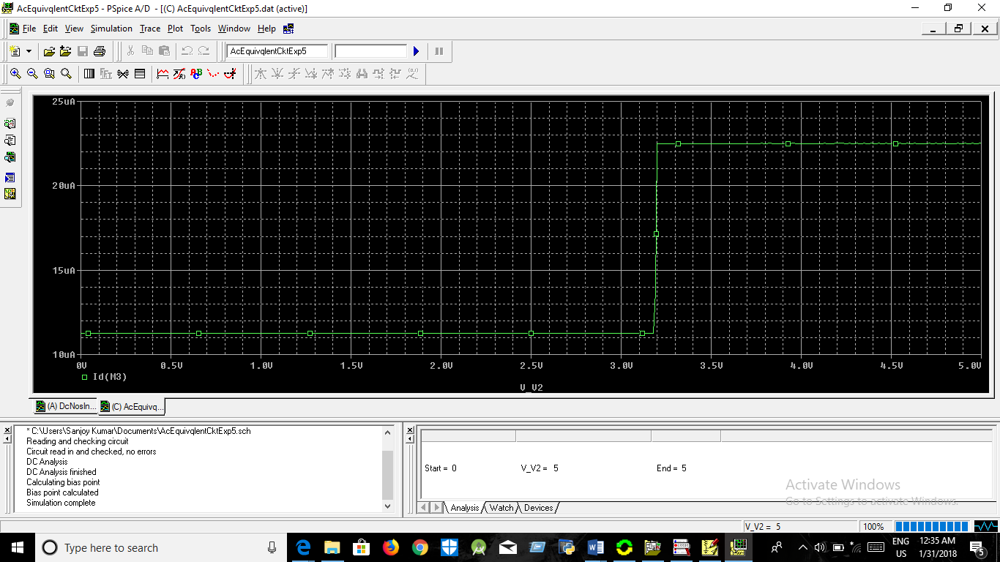 AcEquivqlentCktExp5 - PSpice A/D - [(C) AcEquivqlentCktExp5.dat (active)]
File Edit View Simulation Trace Plot Tools Window Help
AcEquivqlentCktExp5
25uA
20uA
15uA
10uA
0V 0.5V 1.0V 1.5V 2.0V 2.5V 3.0V 3.5V 4.0V 4.5V 5.0V
Id(M3)
V_V2
(A) DcNosIn... (C) AcEquivq...
* C:\Users\Sanjoy Kumar\Documents\AcEquivqlentCktExp5.sch
Reading and checking circuit
Circuit read in and checked, no errors
DC Analysis
DC Analysis finished
Calculating bias point
Bias point calculated
Simulation complete
Start = 0 V_V2 = 5 End = 5
Analysis Watch Devices
Activate Windows
Go to Settings to activate Windows.
V_V2 = 5 100%
Type here to search
ENG 12:35 AM
US 1/31/2018
5